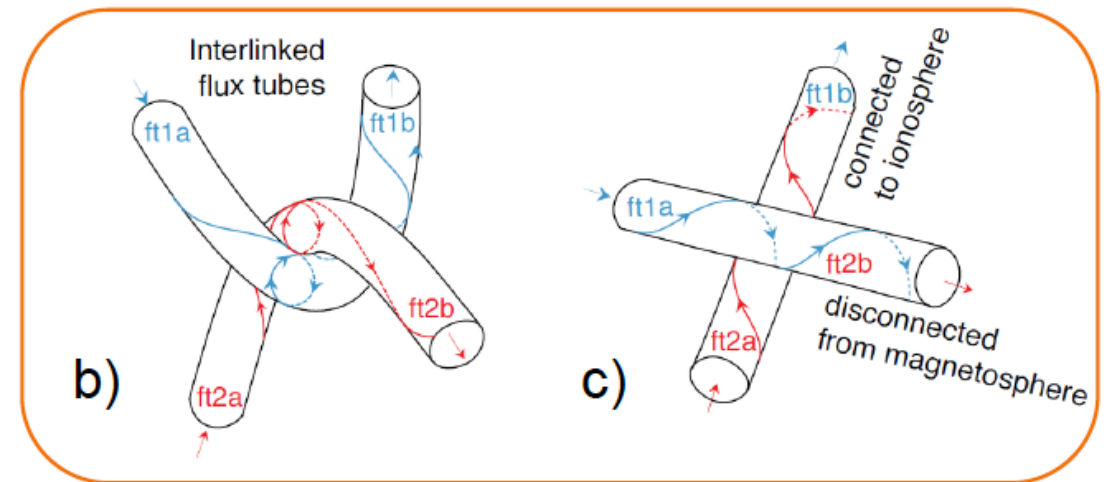 Interlinked
flux tubes
ft1a
ft1b
ft2b
ft2a
b)
ft1b
connected
to ionosphere
ft1a
ft2b
disconnected
from magnetosphere
ft2a
c)